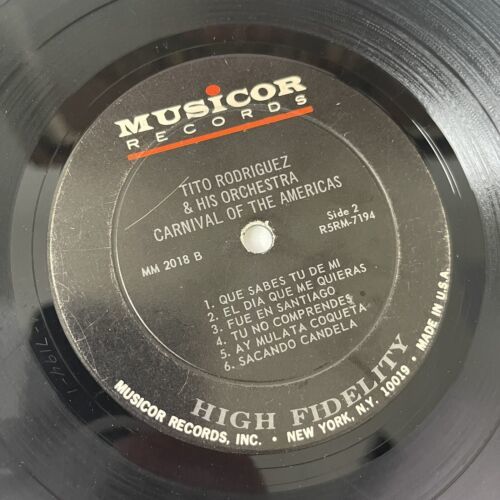 MUSICOR
RECORDS
TITO RODRIGUEZ
& HIS ORCHESTRA
CARNIVAL OF THE AMERICAS
MM 2018 B
Side 2
R5RM-7194
1. QUE SABES TU DE MI
2. EL DIA QUE ME QUIERAS
3. FUE EN SANTIAGO
4. TU NO COMPRENDES
5. AY MULATA COQUETA
6. SACANDO CANDELA
HIGH FIDELITY
MUSICOR RECORDS, INC. • NEW YORK, N.Y. 10019 • MADE IN U.S.A.